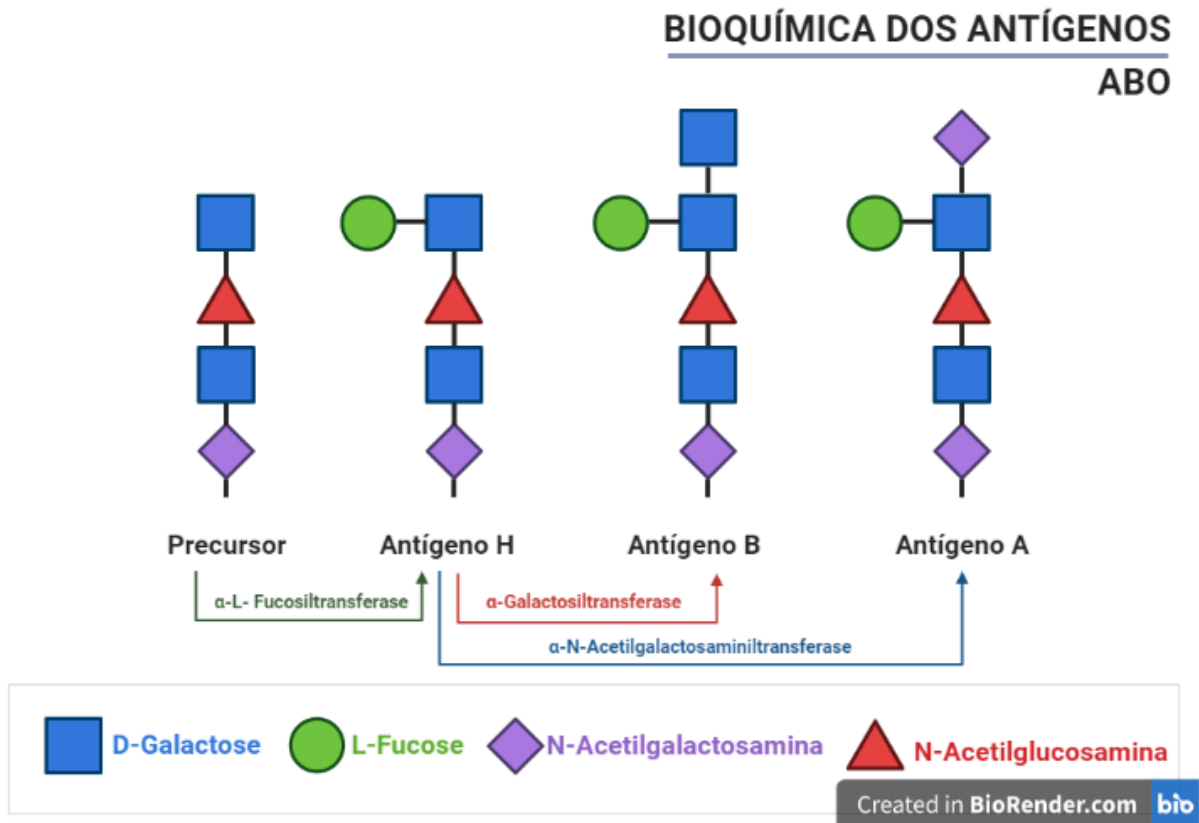 BIOQUÍMICA DOS ANTÍGENOS
ABO
Precursor
Antígeno H
Antígeno B
Antígeno A
α-L- Fucosiltransferase
α-Galactosiltransferase
α-N-Acetilgalactosaminiltransferase
D-Galactose
L-Fucose
N-Acetilgalactosamina
N-Acetilglucosamina
Created in BioRender.com bio